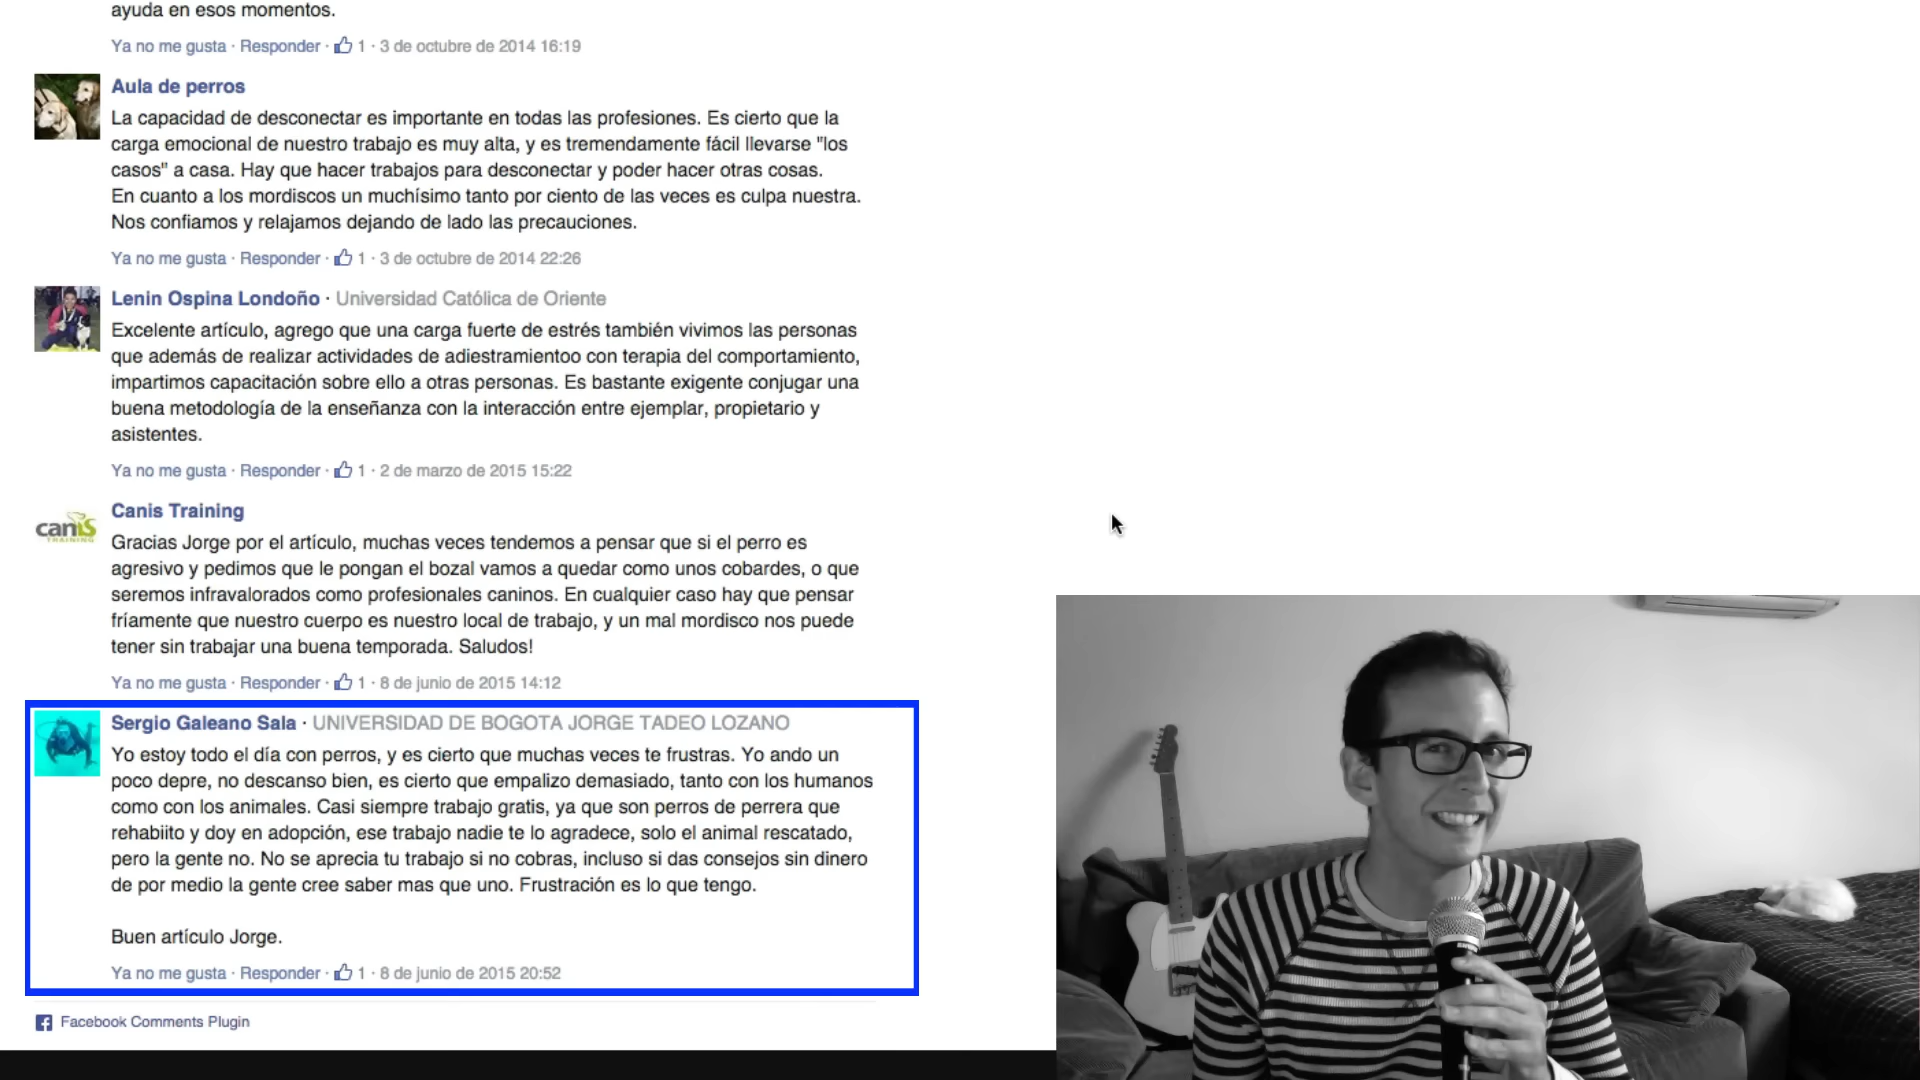 ayuda en esos momentos.
Ya no me gusta · Responder · 1 · 3 de octubre de 2014 16:19
Aula de perros
La capacidad de desconectar es importante en todas las profesiones. Es cierto que la
carga emocional de nuestro trabajo es muy alta, y es tremendamente fácil llevarse "los
casos" a casa. Hay que hacer trabajos para desconectar y poder hacer otras cosas.
En cuanto a los mordiscos un muchísimo tanto por ciento de las veces es culpa nuestra.
Nos confiamos y relajamos dejando de lado las precauciones.
Ya no me gusta · Responder · 1 · 3 de octubre de 2014 22:26
Lenin Ospina Londoño · Universidad Católica de Oriente
Excelente artículo, agrego que una carga fuerte de estrés también vivimos las personas
que además de realizar actividades de adiestramientoo con terapia del comportamiento,
impartimos capacitación sobre ello a otras personas. Es bastante exigente conjugar una
buena metodología de la enseñanza con la interacción entre ejemplar, propietario y
asistentes.
Ya no me gusta · Responder · 1 · 2 de marzo de 2015 15:22
canis
TRAINING
Canis Training
Gracias Jorge por el artículo, muchas veces tendemos a pensar que si el perro es
agresivo y pedimos que le pongan el bozal vamos a quedar como unos cobardes, o que
seremos infravalorados como profesionales caninos. En cualquier caso hay que pensar
fríamente que nuestro cuerpo es nuestro local de trabajo, y un mal mordisco nos puede
tener sin trabajar una buena temporada. Saludos!
Ya no me gusta · Responder · 1 · 8 de junio de 2015 14:12
Sergio Galeano Sala · UNIVERSIDAD DE BOGOTA JORGE TADEO LOZANO
Yo estoy todo el día con perros, y es cierto que muchas veces te frustras. Yo ando un
poco depre, no descanso bien, es cierto que empalizo demasiado, tanto con los humanos
como con los animales. Casi siempre trabajo gratis, ya que son perros de perrera que
rehabiito y doy en adopción, ese trabajo nadie te lo agradece, solo el animal rescatado,
pero la gente no. No se aprecia tu trabajo si no cobras, incluso si das consejos sin dinero
de por medio la gente cree saber mas que uno. Frustración es lo que tengo.
Buen artículo Jorge.
Ya no me gusta · Responder · 1 · 8 de junio de 2015 20:52
Facebook Comments Plugin